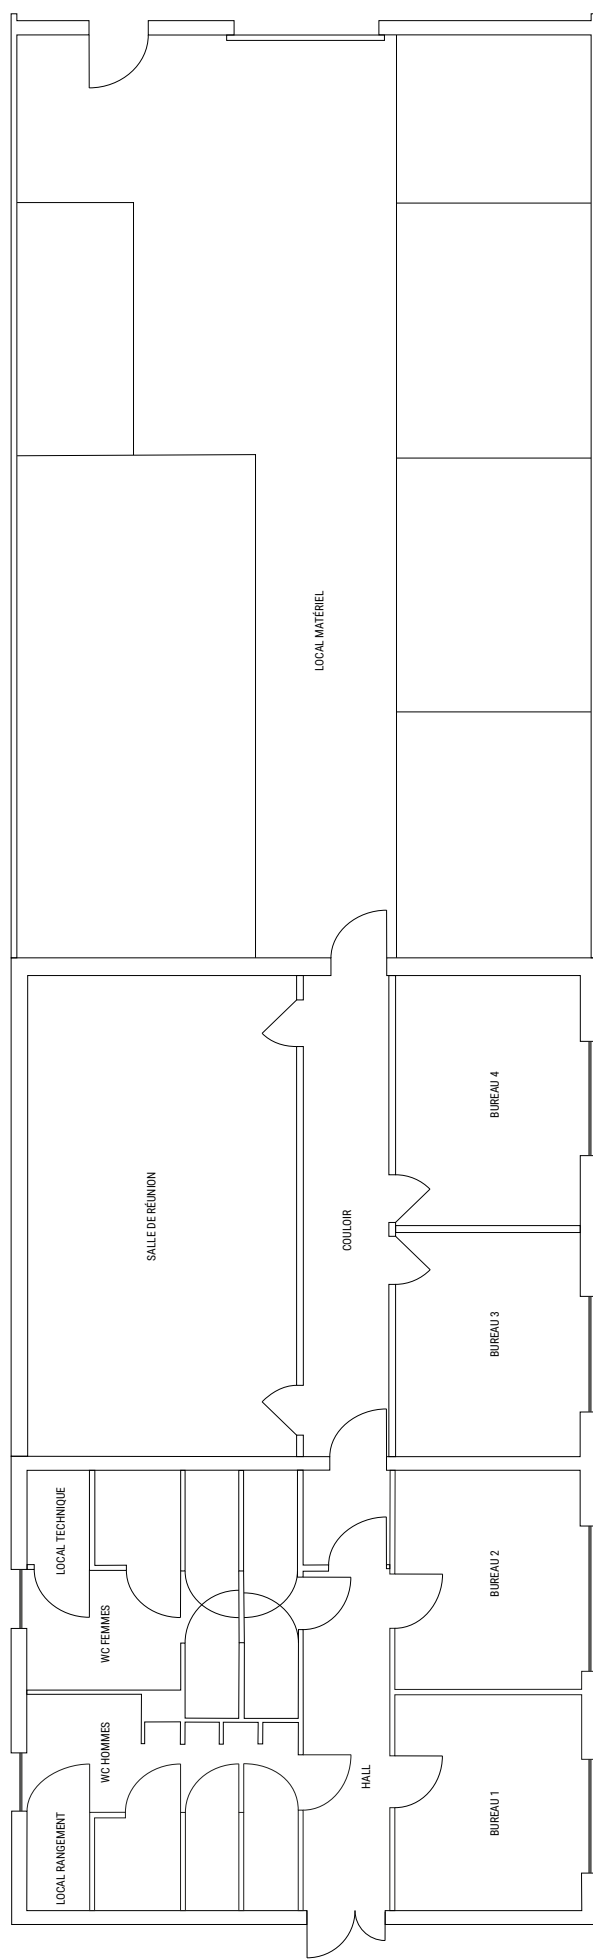 LOCAL MATÉRIEL
SALLE DE RÉUNION
COULOIR
BUREAU 4
BUREAU 3
LOCAL TECHNIQUE
WC FEMMES
BUREAU 2
WC HOMMES
LOCAL RANGEMENT
HALL
BUREAU 1